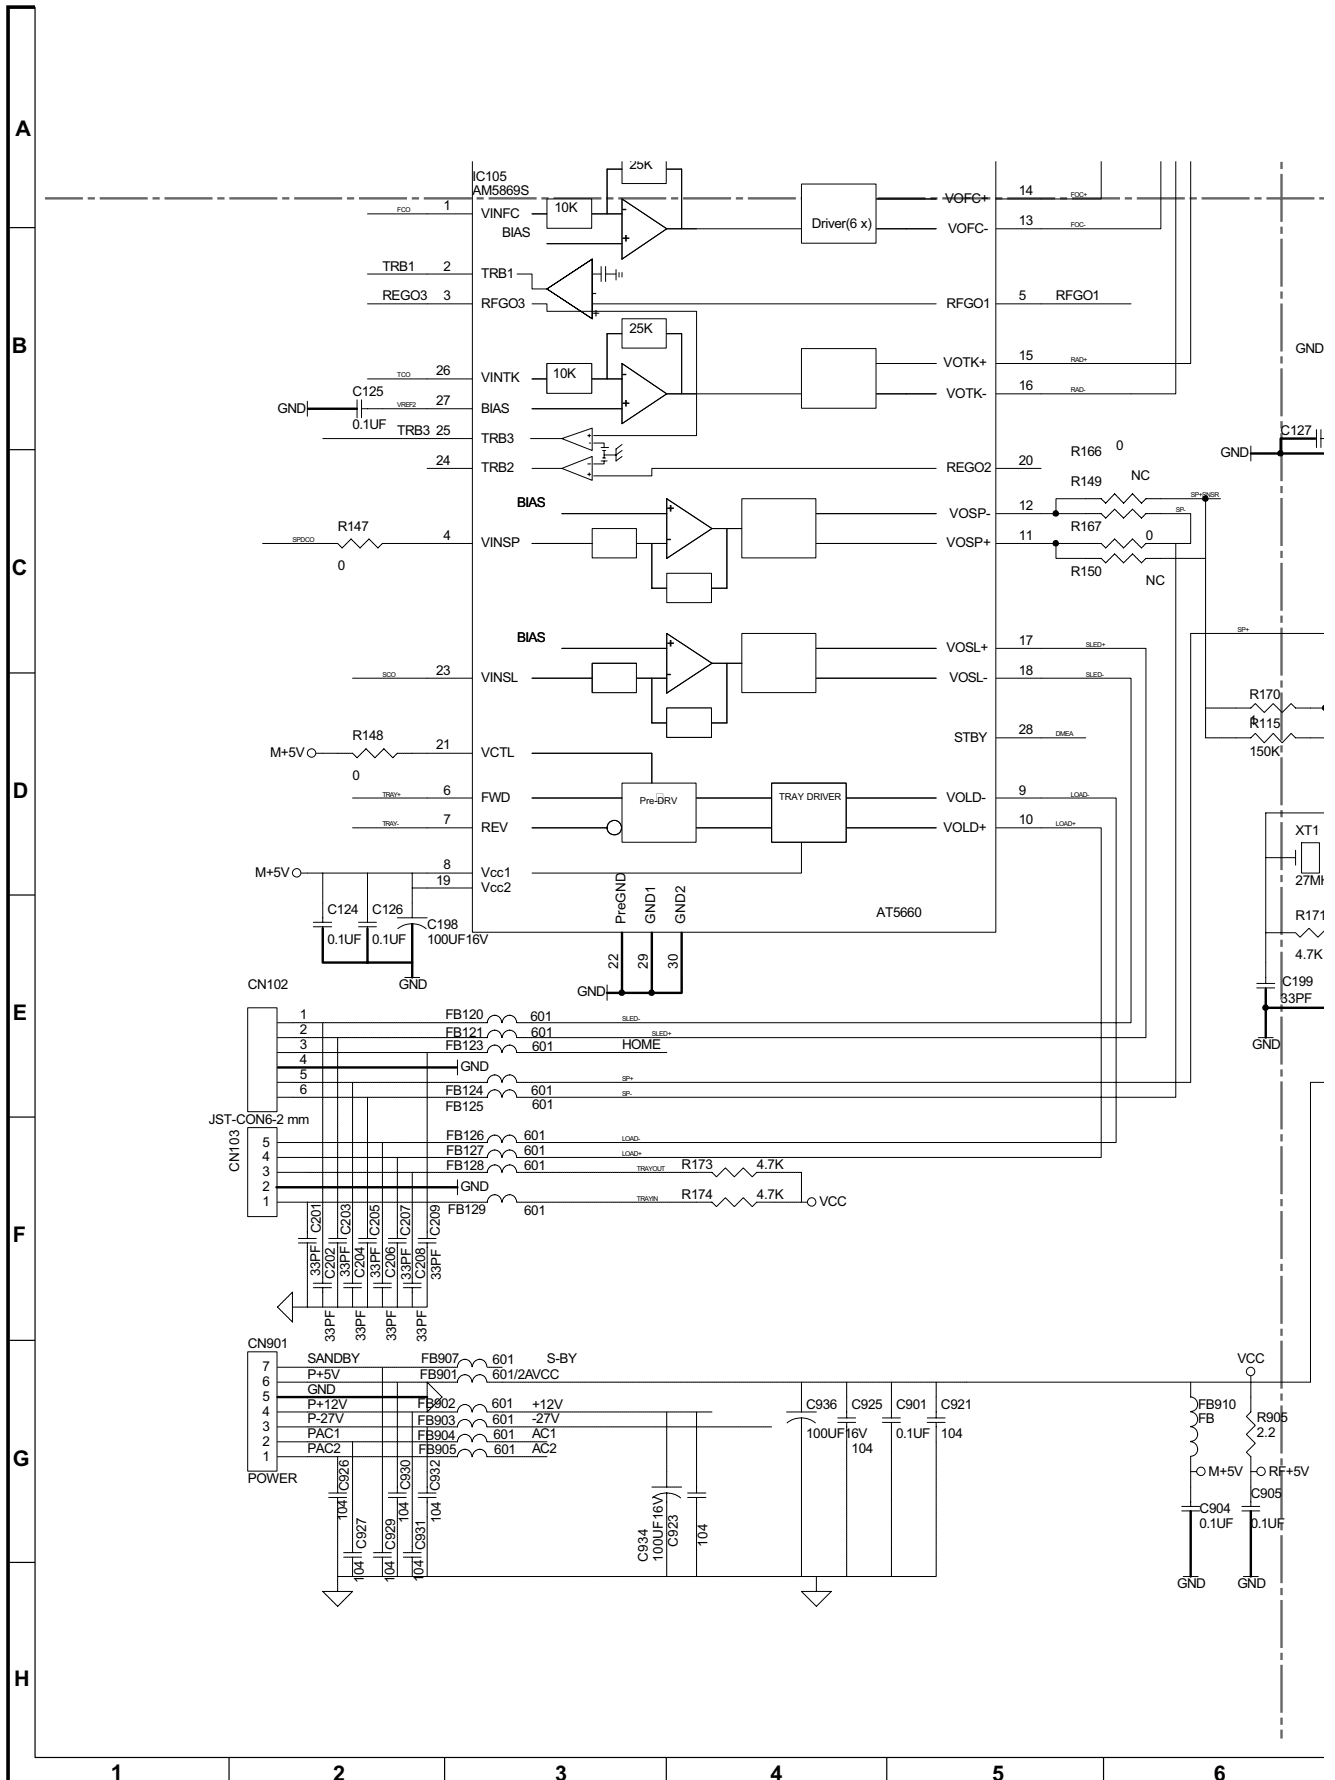 A
25K
IC105
AM5869S
FCO 1 VINFC 10K BIAS Driver(6 x) VOFC+ 14 FOC+
VOFC- 13 FOC-
TRB1 2 TRB1
REGO3 3 RFGO3 RFGO1 5 RFGO1
B
25K
GND
TCO 26 VINTK 10K VOTK+ 15 RAD+
C125
GND 0.1UF VREF2 27 BIAS VOTK- 16 RAD-
TRB3 25 TRB3
C127
24 TRB2 REGO2 20 R166 0 GND
R149 NC
BIAS VOSP- 12 SP+SNSR SP-
R147 R167 0
SPDCO 0 4 VINSP VOSP+ 11
C
R150 NC
BIAS VOSL+ 17 SLED+ SP+
SCO 23 VINSL VOSL- 18 SLED-
R170
1
R115
150K
R148 STBY 28 DMEA
M+5V 0 21 VCTL
D
TRAY+ 6 FWD Pre-DRV TRAY DRIVER VOLD- 9 LOAD-
TRAY- 7 REV VOLD+ 10 LOAD+
XT1
M+5V 8 Vcc1
19 Vcc2
PreGND GND1 GND2 AT5660
C124 C126 C198
0.1UF 0.1UF 100UF16V
R171
4.7K
22 29 30
GND GND
C199
33PF
GND
CN102
E
1 FB120 601 SLED-
2 FB121 601 SLED+
3 FB123 601 HOME
4 GND
5 SP+
6 FB124 601 SP-
FB125 601
JST-CON6-2 mm
CN103
5 FB126 601 LOAD-
4 FB127 601 LOAD+
3 FB128 601 TRAYOUT R173 4.7K
2 GND
1 FB129 601 TRAYIN R174 4.7K VCC
F
C201 C203 C205 C207 C209
33PF 33PF 33PF 33PF 33PF
C202 C204 C206 C208
33PF 33PF 33PF
CN901
7 SANDBY FB907 601 S-BY
6 P+5V FB901 601/2AVCC
5 GND
4 P+12V FB902 601 +12V
3 P-27V FB903 601 -27V
2 PAC1 FB904 601 AC1
1 PAC2 FB905 601 AC2
POWER
G
VCC
C936 C925 C901 C921
100UF16V 104 0.1UF 104
FB910
FB
R905
2.2
M+5V RF+5V
C904 C905
0.1UF 0.1UF
GND GND
C926 C930 C932
104 104 104
C927 C929 C931
104 104 104
C934
100UF16V
C923
104
H
1 2 3 4 5 6